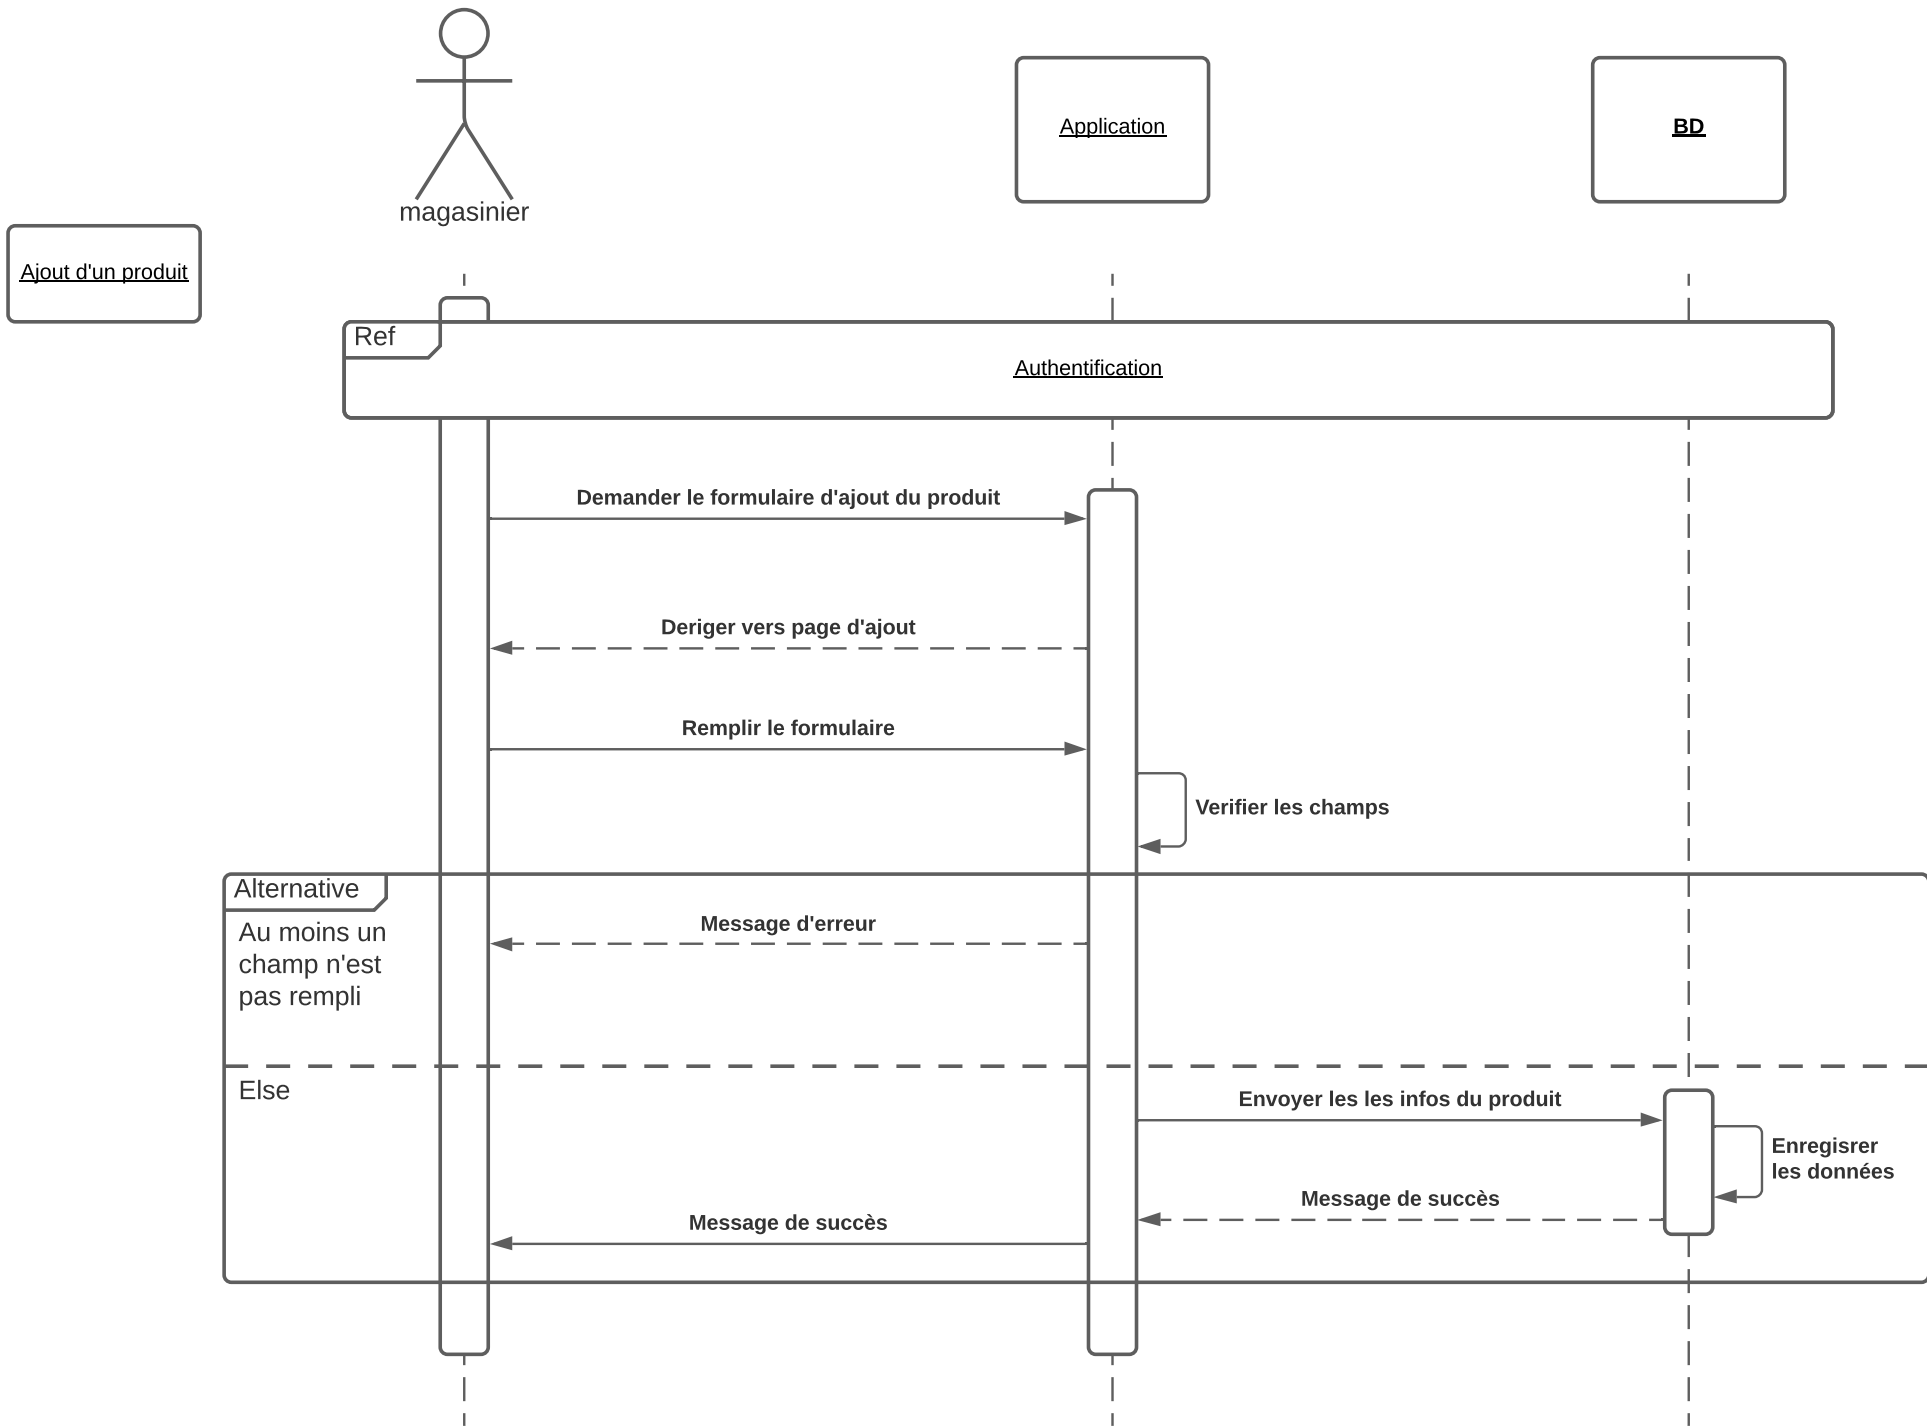 magasinier
Application
BD
Ajout d'un produit
Ref
Authentification
Demander le formulaire d'ajout du produit
Deriger vers page d'ajout
Remplir le formulaire
Verifier les champs
Alternative
Au moins un
champ n'est
pas rempli
Message d'erreur
Else
Envoyer les les infos du produit
Enregisrer
les données
Message de succès
Message de succès